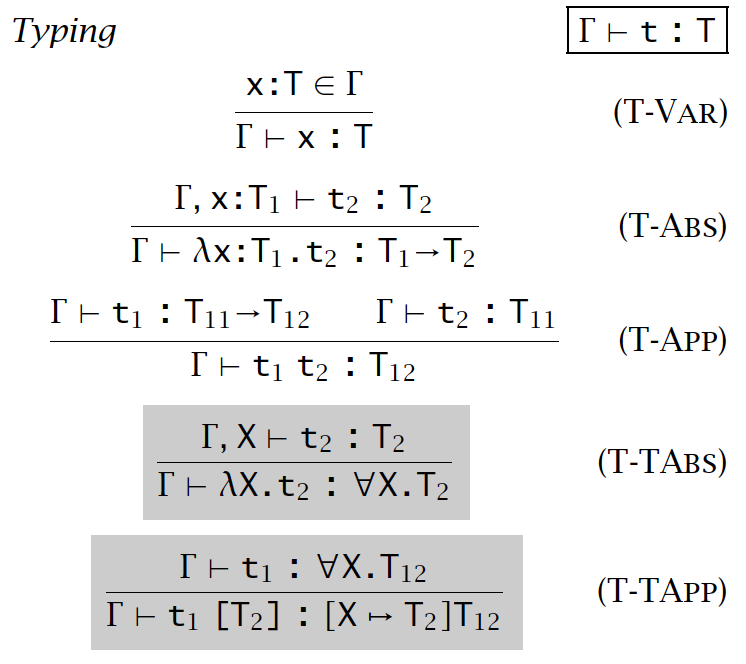 Typing Γ ⊢ t : T
x:T ∈ Γ
Γ ⊢ x : T (T-VAR)
Γ, x:T₁ ⊢ t₂ : T₂
Γ ⊢ λx:T₁.t₂ : T₁→T₂ (T-ABS)
Γ ⊢ t₁ : T₁₁→T₁₂ Γ ⊢ t₂ : T₁₁
Γ ⊢ t₁ t₂ : T₁₂ (T-APP)
Γ, X ⊢ t₂ : T₂
Γ ⊢ λX.t₂ : ∀X.T₂ (T-TABS)
Γ ⊢ t₁ : ∀X.T₁₂
Γ ⊢ t₁ [T₂] : [X ↦ T₂]T₁₂ (T-TAPP)